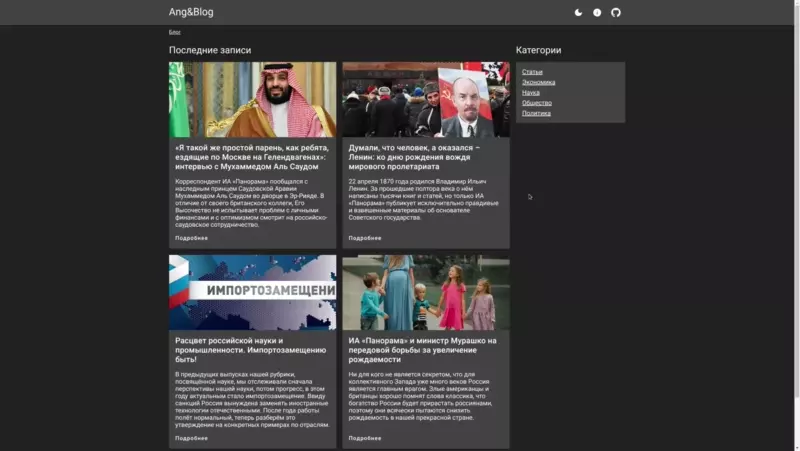 Ang&Blog
Блог
Последние записи
Категории
Статьи
Экономика
Наука
Общество
Политика
«Я такой же простой парень, как ребята,
ездящие по Москве на Гелендвагенах»:
интервью с Мухаммедом Аль Саудом
Корреспондент ИА «Панорама» пообщался с
наследным принцем Саудовской Аравии
Мухаммедом Аль Саудом во дворце в Эр-Рияде. В
отличие от своего британского коллеги, Его
Высочество не испытывает проблем с личными
финансами и с оптимизмом смотрит на российско-
саудовское сотрудничество.
Подробнее
Думали, что человек, а оказался –
Ленин: ко дню рождения вождя
мирового пролетариата
22 апреля 1870 года родился Владимир Ильич
Ленин. За прошедшие полтора века о нём
написаны тысячи книг и статей, но только ИА
«Панорама» публикует исключительно правдивые
и взвешенные материалы об основателе
Советского государства.
Подробнее
ИМПОРТОЗАМЕЩЕНИ
Расцвет российской науки и
промышленности. Импортозамещению
быть!
В предыдущих выпусках нашей рубрики,
посвящённой науке, мы отслеживали сначала
перспективы нашей науки, потом прогресс, в этом
году актуальным стало импортозамещение. Ввиду
санкций Россия вынуждена заменять иностранные
технологии отечественными. После года работы
полёт нормальный, теперь разберём это
утверждение на конкретных примерах по отраслям.
Подробнее
ИА «Панорама» и министр Мурашко на
передовой борьбы за увеличение
рождаемости
Ни для кого не является секретом, что для
коллективного Запада уже много веков Россия
является главным врагом. Злые американцы и
британцы хорошо помнят слова классика, что
богатство России будет прирастать россиянами,
поэтому они всячески пытаются снизить
рождаемость в нашей прекрасной стране.
Подробнее